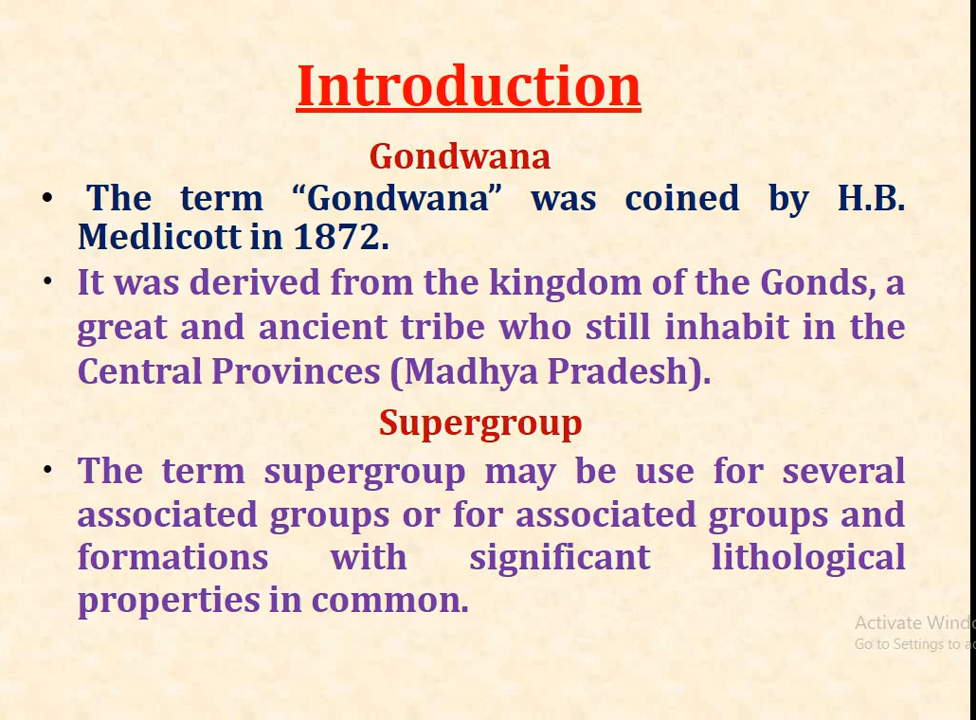 Introduction
Gondwana
• The term “Gondwana” was coined by H.B.
Medlicott in 1872.
• It was derived from the kingdom of the Gonds, a
great and ancient tribe who still inhabit in the
Central Provinces (Madhya Pradesh).
Supergroup
• The term supergroup may be use for several
associated groups or for associated groups and
formations with significant lithological
properties in common.
Activate Windo
Go to Settings to a